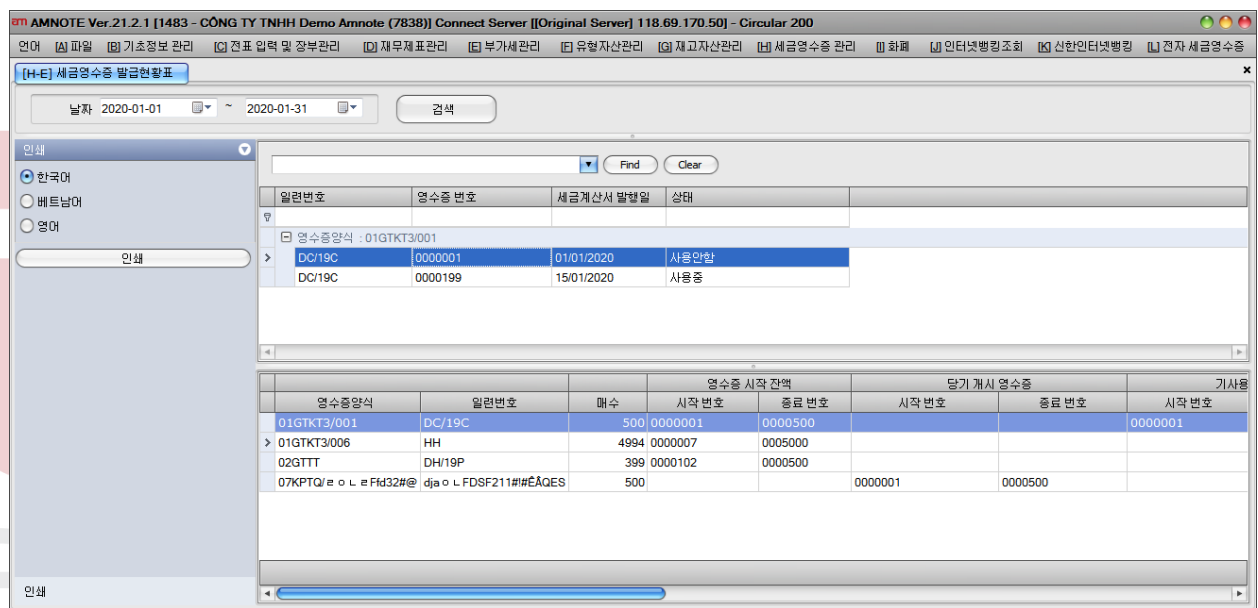 am AMNOTE Ver.21.2.1 [1483 - CÔNG TY TNHH Demo Amnote (7838)] Connect Server [[Original Server] 118.69.170.50] - Circular 200
언어 [A] 파일 [B] 기초정보 관리 [C] 전표 입력 및 장부관리 [D] 재무제표관리 [E] 부가세관리 [F] 유형자산관리 [G] 재고자산관리 [H] 세금영수증 관리 [I] 화폐 [J] 인터넷뱅킹조회 [K] 신한인터넷뱅킹 [L] 전자 세금영수증
[H-E] 세금영수증 발급현황표
날짜 2020-01-01 ~ 2020-01-31 검색
인쇄
한국어
베트남어
영어
인쇄
Find Clear
일련번호 영수증 번호 세금계산서 발행일 상태
영수증양식 : 01GTKT3/001
DC/19C 0000001 01/01/2020 사용안함
DC/19C 0000199 15/01/2020 사용중
영수증 시작 잔액 당기 개시 영수증 기사용
영수증양식 일련번호 매수 시작 번호 종료 번호 시작 번호 종료 번호 시작 번호
01GTKT3/001 DC/19C 500 0000001 0000500 0000001
01GTKT3/006 HH 4994 0000007 0005000
02GTTT DH/19P 399 0000102 0000500
07KPTQ/ㄹㅇㄴㄹFfd32#@ djaㅇㄴFDSF211#!#ÊÂQES 500 0000001 0000500
인쇄